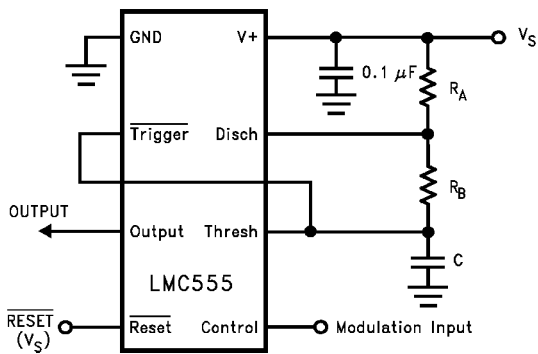 GND V+ V_S
0.1 μF R_A
Trigger Disch
R_B
OUTPUT
Output Thresh
C
LMC555
RESET
(V_S)
Reset Control Modulation Input